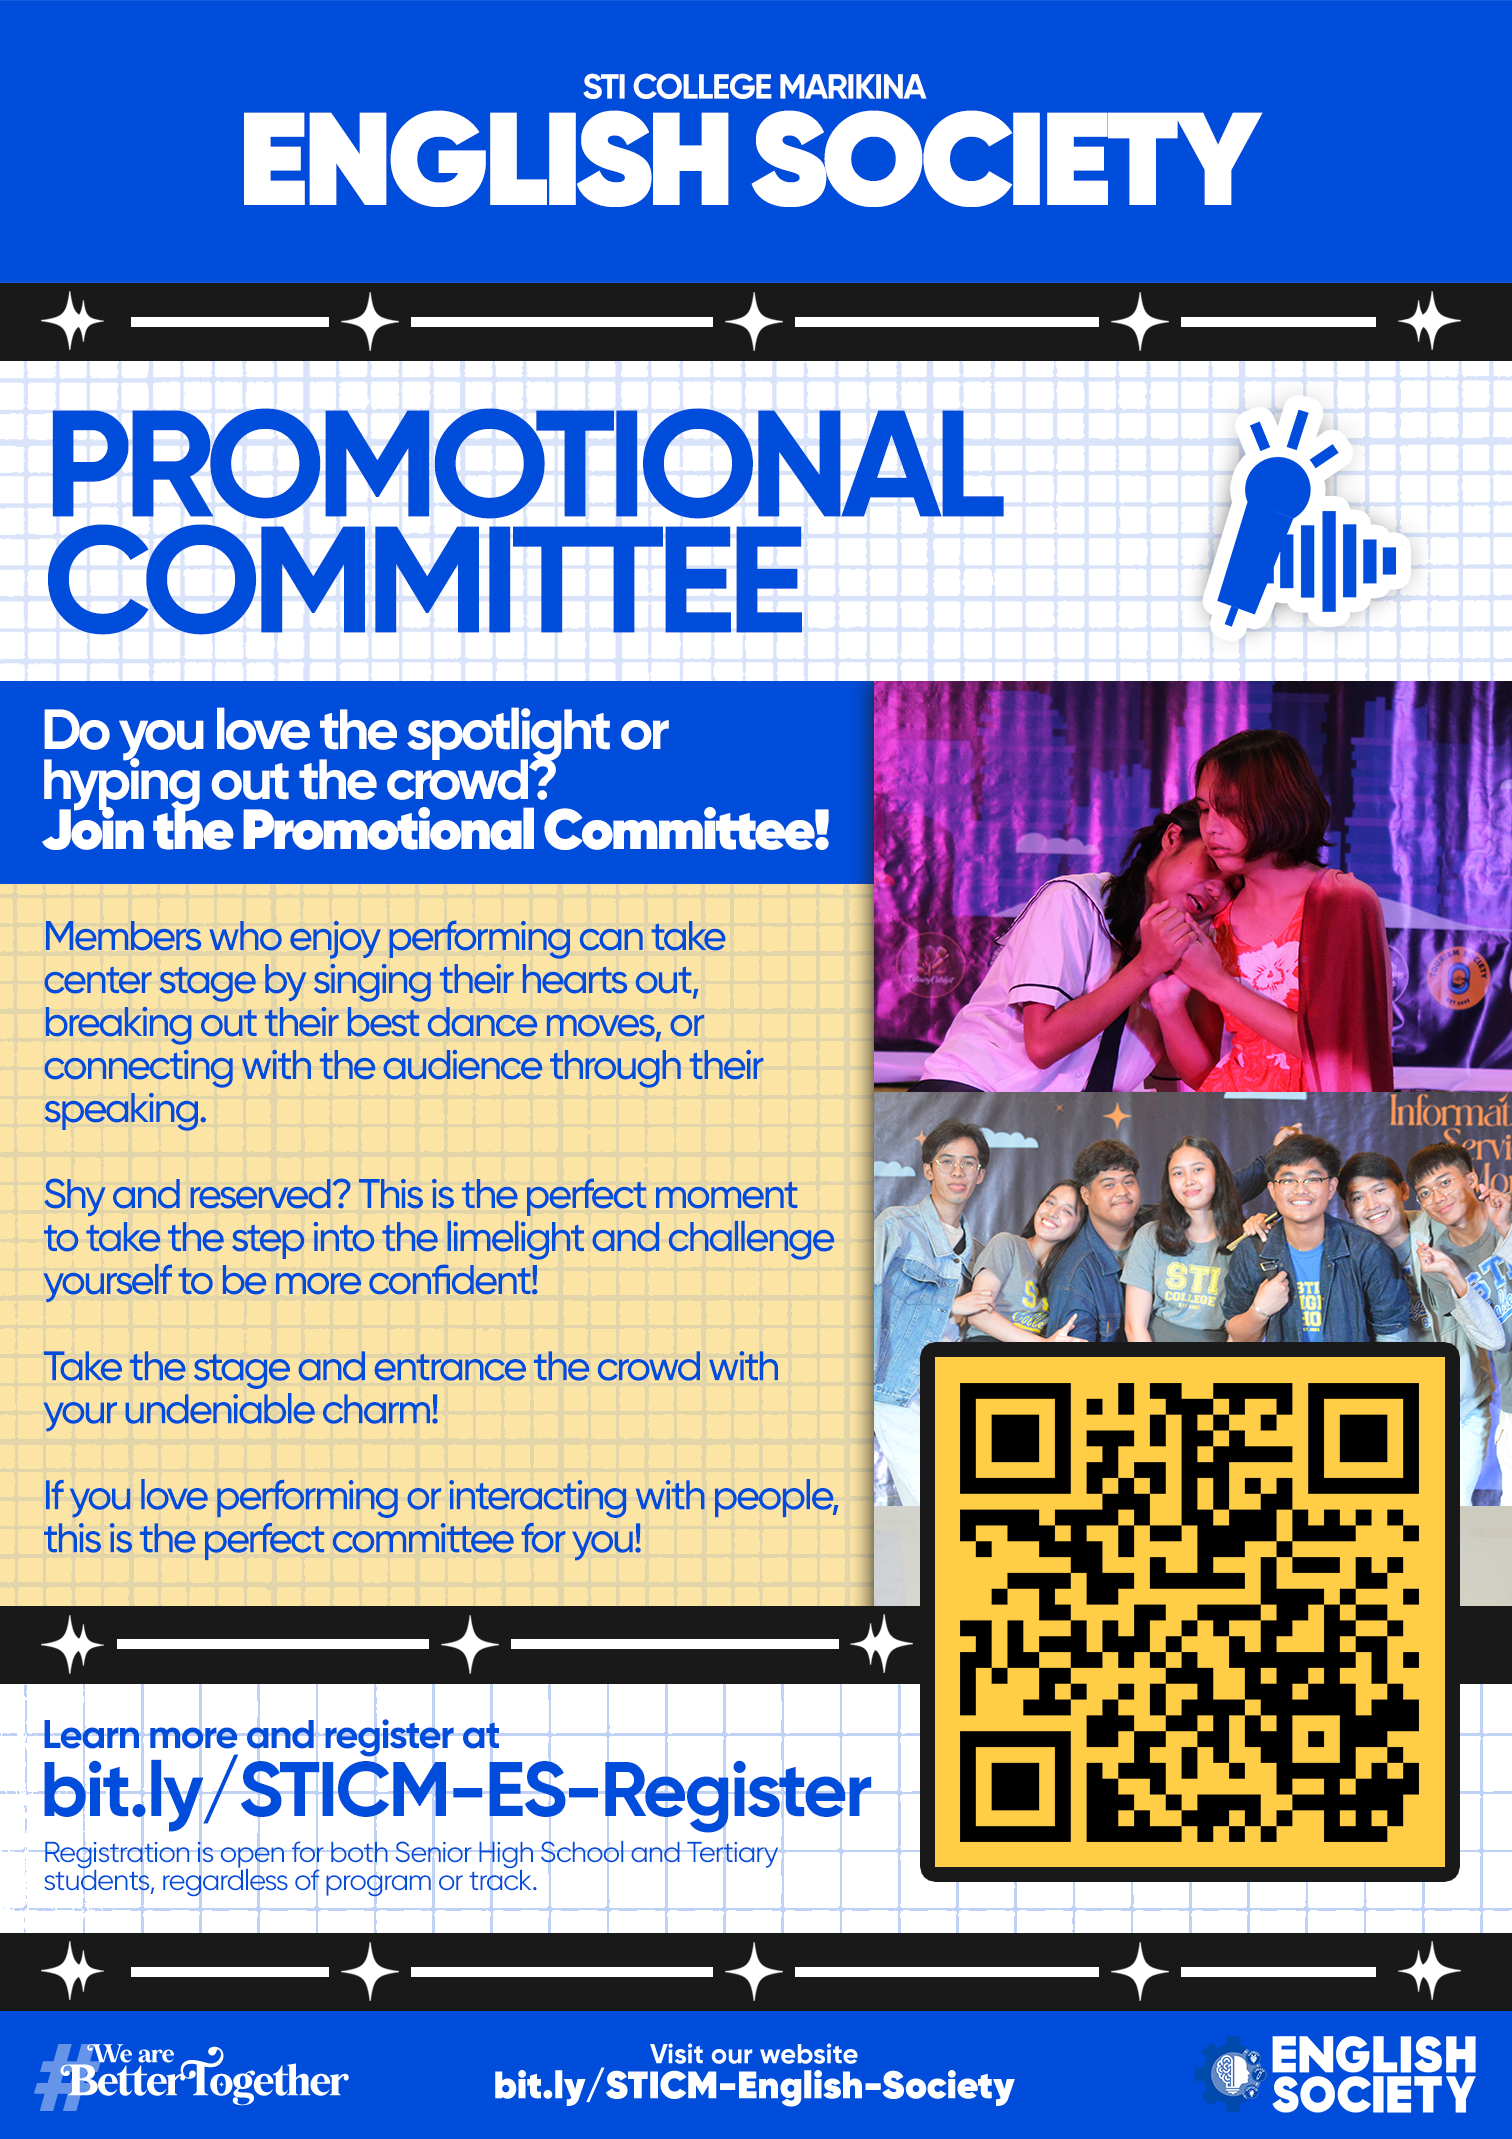 STI COLLEGE MARIKINA
ENGLISH SOCIETY
PROMOTIONAL
COMMITTEE
Do you love the spotlight or
hyping out the crowd?
Join the Promotional Committee!
Members who enjoy performing can take
center stage by singing their hearts out,
breaking out their best dance moves, or
connecting with the audience through their
speaking.
Shy and reserved? This is the perfect moment
to take the step into the limelight and challenge
yourself to be more confident!
Take the stage and entrance the crowd with
your undeniable charm!
If you love performing or interacting with people,
this is the perfect committee for you!
TOURISM SOCIETY
Informat
Servi
STI
COLLEGE
Learn more and register at
bit.ly/STICM-ES-Register
Registration is open for both Senior High School and Tertiary
students, regardless of program or track.
#We are
BetterTogether
Visit our website
bit.ly/STICM-English-Society
ENGLISH
SOCIETY